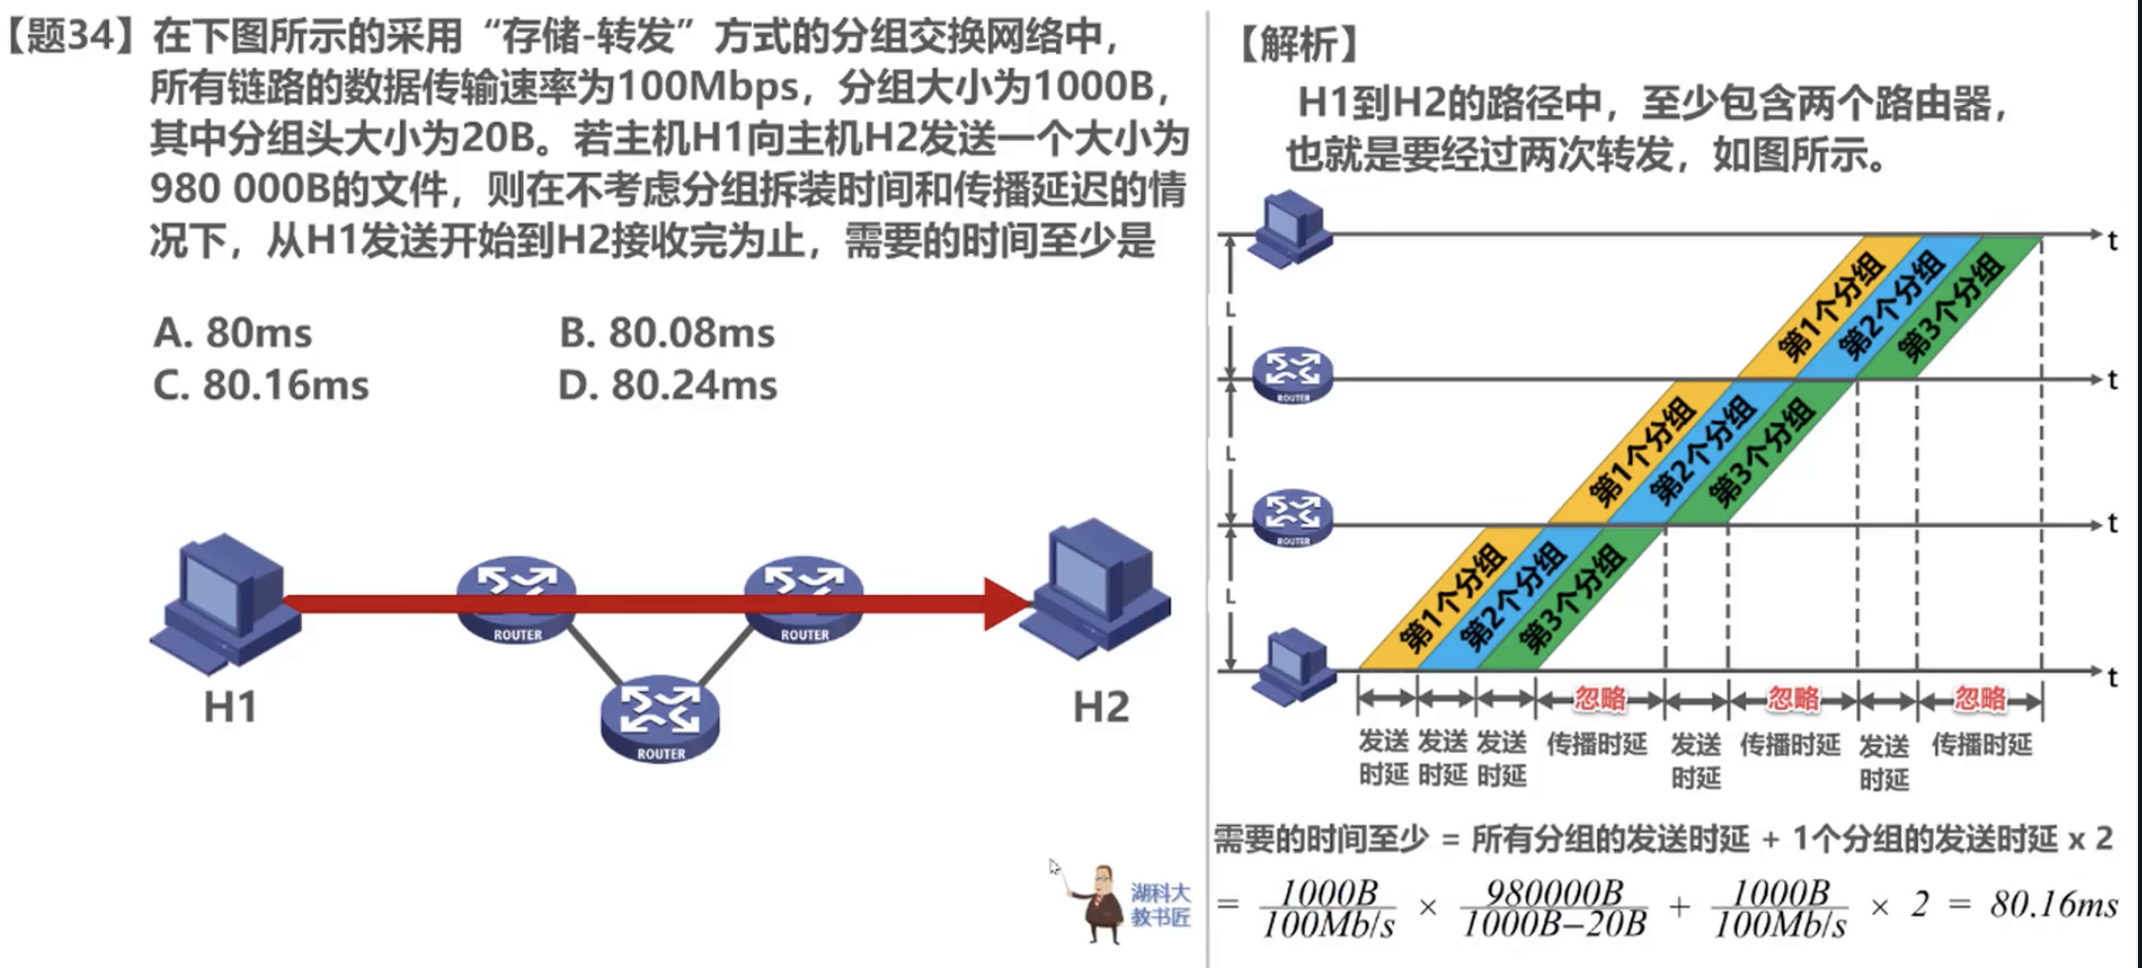 【题34】在下图所示的采用“存储-转发”方式的分组交换网络中，
所有链路的数据传输速率为100Mbps，分组大小为1000B，
其中分组头大小为20B。若主机H1向主机H2发送一个大小为
980 000B的文件，则在不考虑分组拆装时间和传播延迟的情
况下，从H1发送开始到H2接收完为止，需要的时间至少是
A. 80ms B. 80.08ms
C. 80.16ms D. 80.24ms
ROUTER ROUTER
H1 H2
ROUTER
湖科大
教书匠
【解析】
H1到H2的路径中，至少包含两个路由器，
也就是要经过两次转发，如图所示。
t
L
第1个分组 第2个分组 第3个分组
ROUTER
t
L
第1个分组 第2个分组 第3个分组
ROUTER
t
L
第1个分组 第2个分组 第3个分组
t
忽略 忽略 忽略
发送 发送 发送 传播时延 发送 传播时延 发送 传播时延
时延 时延 时延 时延 时延
需要的时间至少 = 所有分组的发送时延 + 1个分组的发送时延 x 2
= 1000B/100Mb/s × 980000B/1000B−20B + 1000B/100Mb/s × 2 = 80.16ms